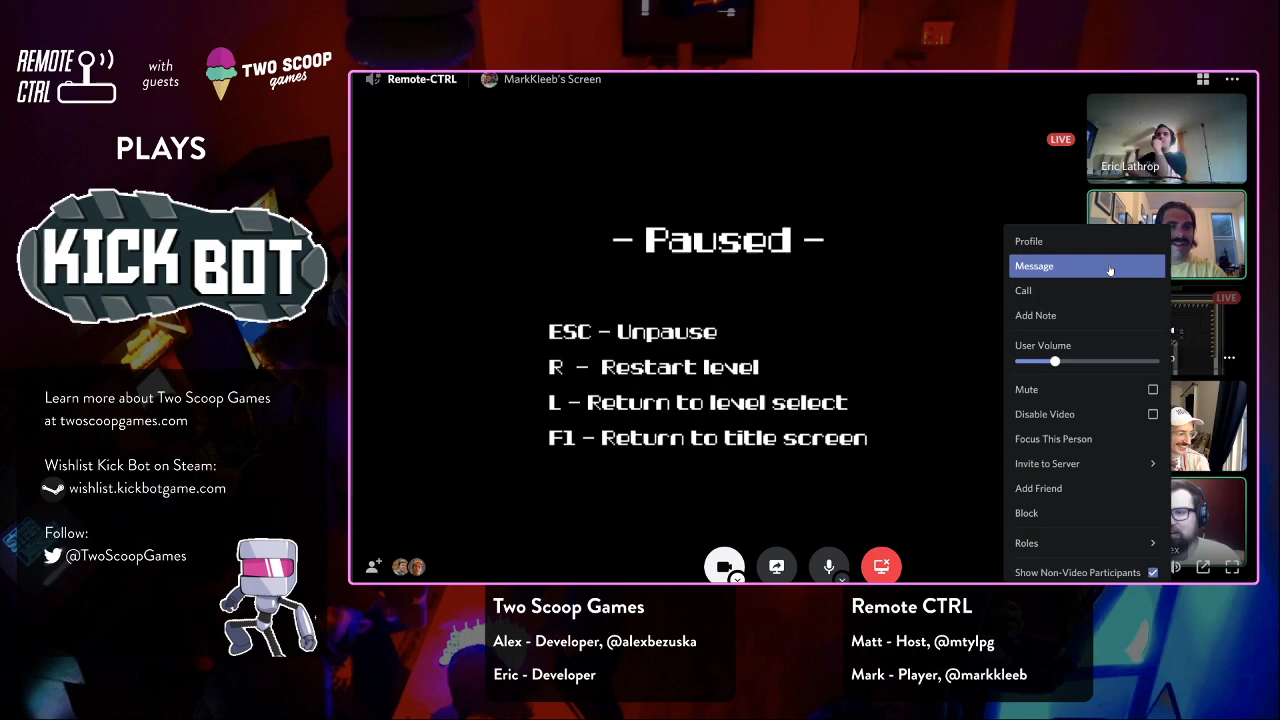 REMOTE
CTRL
with
guests
TWO SCOOP
games
PLAYS
KICK BOT
Learn more about Two Scoop Games
at twoscoopgames.com
Wishlist Kick Bot on Steam:
wishlist.kickbotgame.com
Follow:
@TwoScoopGames
Remote-CTRL
MarkKleeb's Screen
LIVE
Eric Lathrop
- Paused -
ESC - Unpause
R - Restart level
L - Return to level select
F1 - Return to title screen
Profile
Message
Call
Add Note
User Volume
Mute
Disable Video
Focus This Person
Invite to Server
Add Friend
Block
Roles
Show Non-Video Participants
LIVE
Two Scoop Games
Alex - Developer, @alexbezuska
Eric - Developer
Remote CTRL
Matt - Host, @mtylpg
Mark - Player, @markkleeb